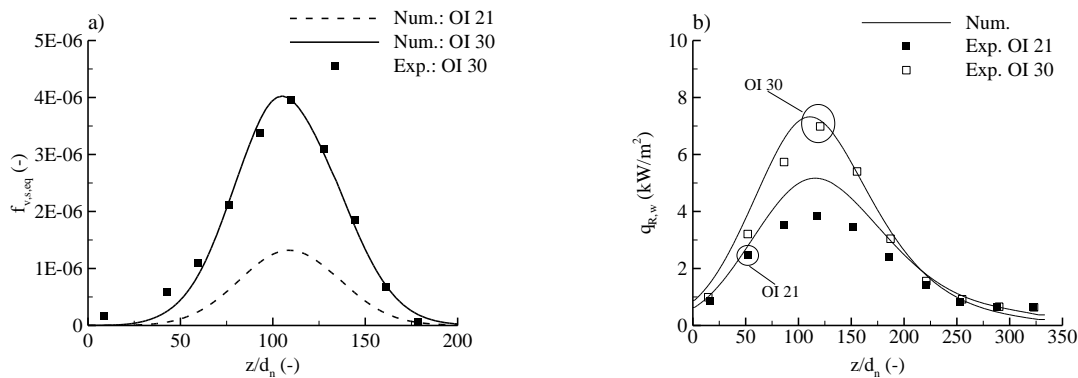 a)
Num.: OI 21
Num.: OI 30
Exp.: OI 30
5E-06
4E-06
3E-06
2E-06
1E-06
0
f_{v,s,eq} (-)
0 50 100 150 200
z/d_n (-)
b)
Num.
Exp. OI 21
Exp. OI 30
10
8
6
4
2
0
q_{R,w} (kW/m²)
OI 30
OI 21
0 50 100 150 200 250 300 350
z/d_n (-)